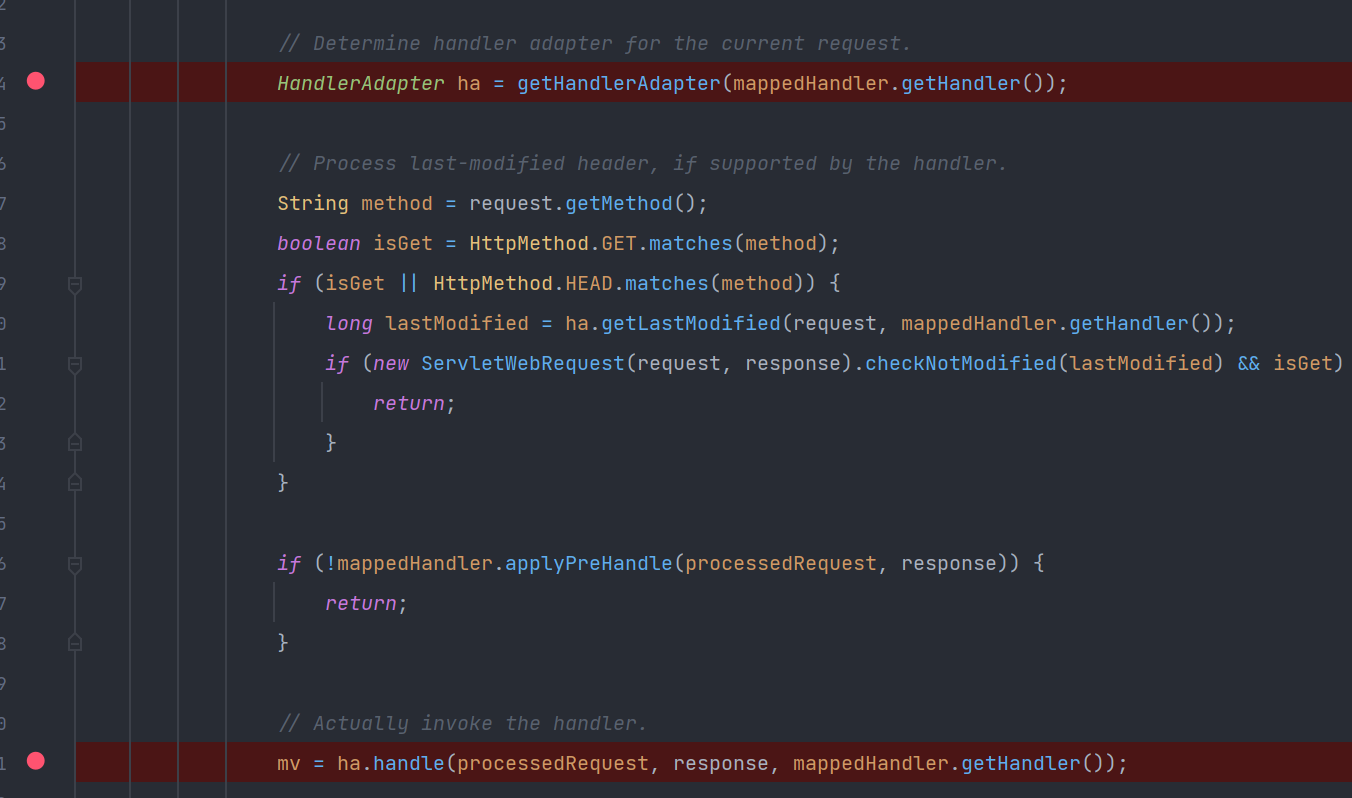 2
3 // Determine handler adapter for the current request.
4 HandlerAdapter ha = getHandlerAdapter(mappedHandler.getHandler());
5
6 // Process last-modified header, if supported by the handler.
7 String method = request.getMethod();
8 boolean isGet = HttpMethod.GET.matches(method);
9 if (isGet || HttpMethod.HEAD.matches(method)) {
0 long lastModified = ha.getLastModified(request, mappedHandler.getHandler());
1 if (new ServletWebRequest(request, response).checkNotModified(lastModified) && isGet)
2 return;
3 }
4 }
5
6 if (!mappedHandler.applyPreHandle(processedRequest, response)) {
7 return;
8 }
9
0 // Actually invoke the handler.
1 mv = ha.handle(processedRequest, response, mappedHandler.getHandler());